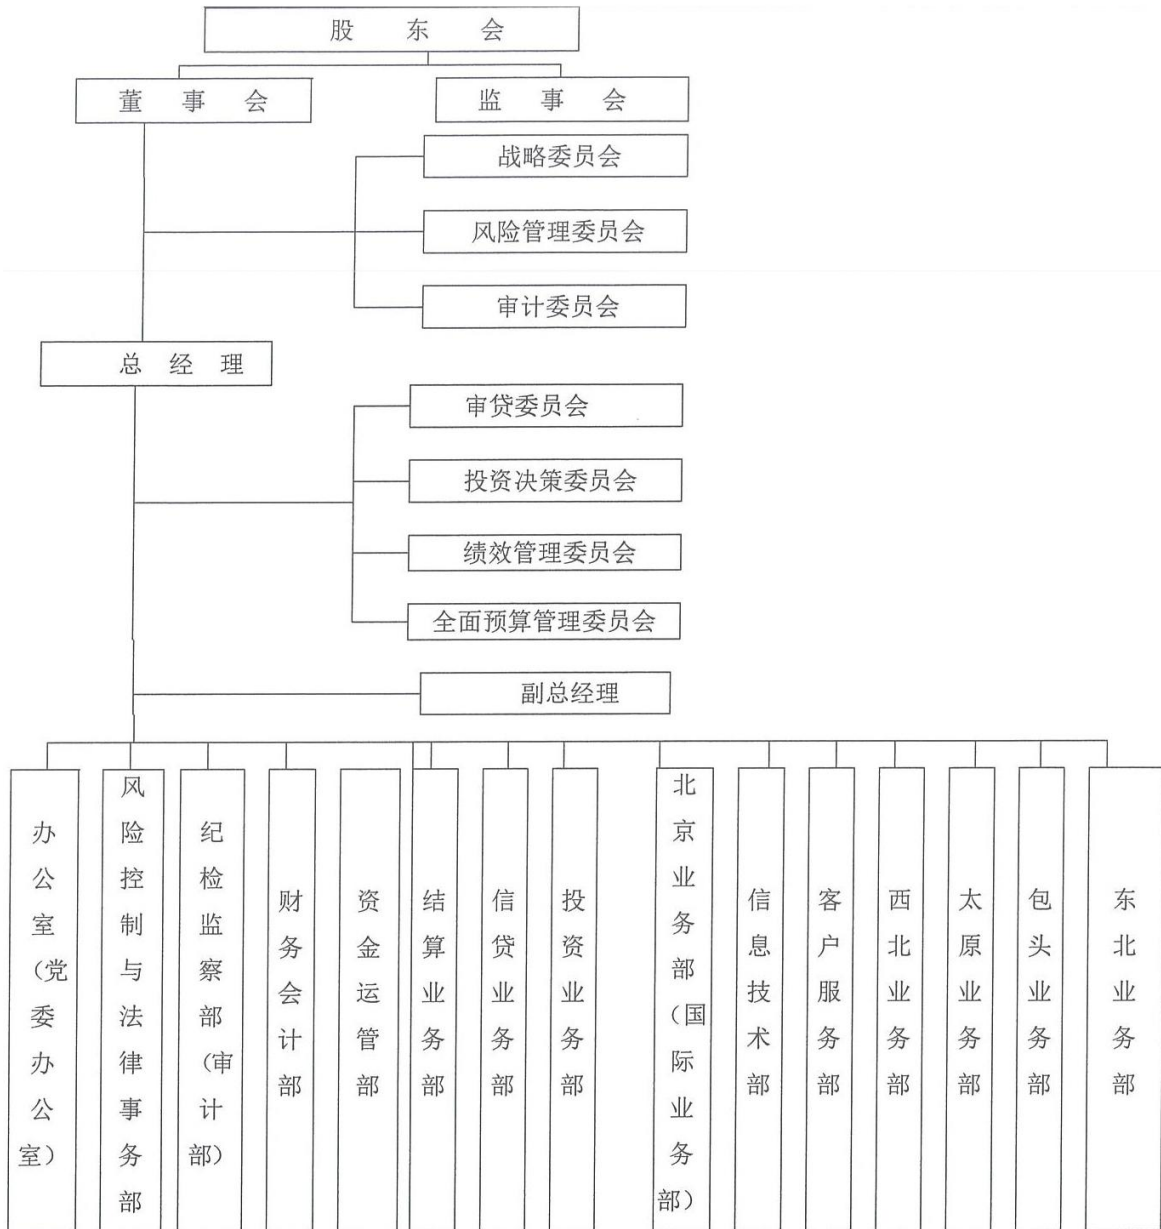 股东会
董事会
监事会
战略委员会
风险管理委员会
审计委员会
总经理
审贷委员会
投资决策委员会
绩效管理委员会
全面预算管理委员会
副总经理
办公室（党委办公室）
风险控制与法律事务部
纪检监察部（审计部）
财务会计部
资金运管部
结算业务部
信贷业务部
投资业务部
北京业务部（国际业务部）
信息技术部
客户服务部
西北业务部
太原业务部
包头业务部
东北业务部